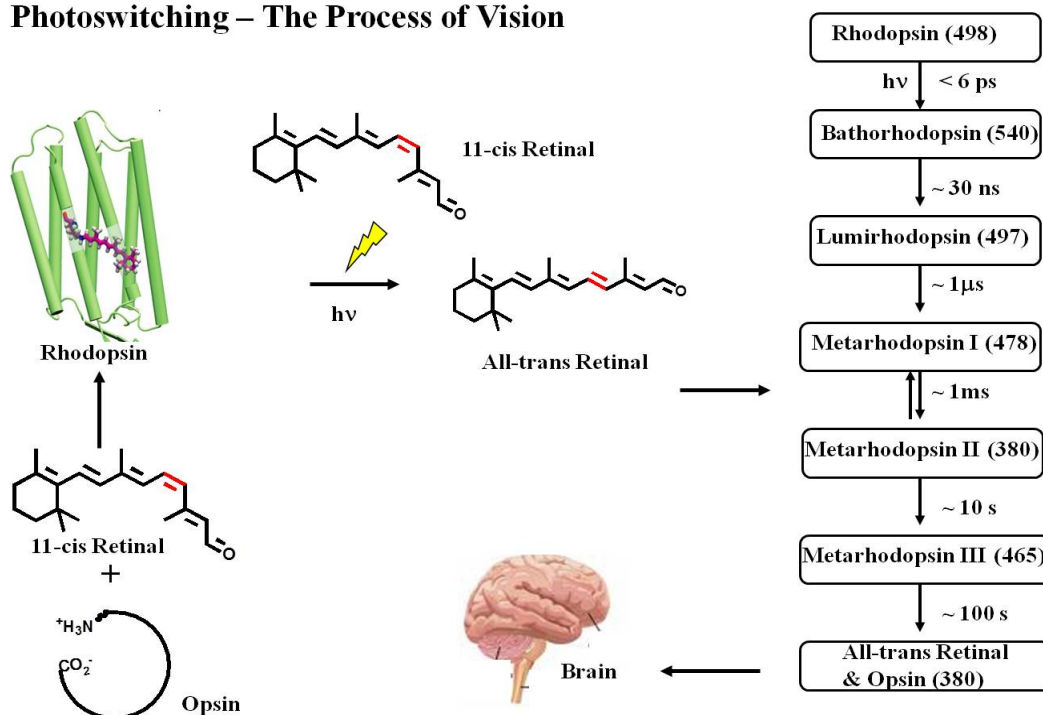 Photoswitching – The Process of Vision
11-cis Retinal
O
hν
O
All-trans Retinal
Rhodopsin
O
11-cis Retinal
+
⁺H₃N
CO₂⁻
Opsin
Rhodopsin (498)
hν < 6 ps
Bathorhodopsin (540)
~ 30 ns
Lumirhodopsin (497)
~ 1μs
Metarhodopsin I (478)
~ 1ms
Metarhodopsin II (380)
~ 10 s
Metarhodopsin III (465)
~ 100 s
All-trans Retinal
& Opsin (380)
Brain